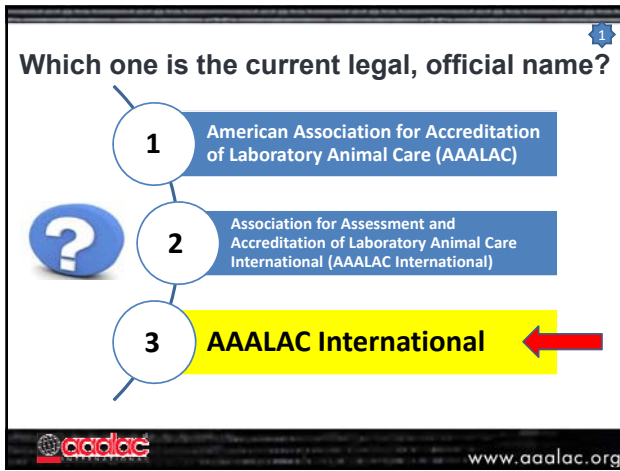 1
Which one is the current legal, official name?
1
American Association for Accreditation
of Laboratory Animal Care (AAALAC)
?
2
Association for Assessment and
Accreditation of Laboratory Animal Care
International (AAALAC International)
3
AAALAC International
aaalac
INTERNATIONAL
www.aaalac.org